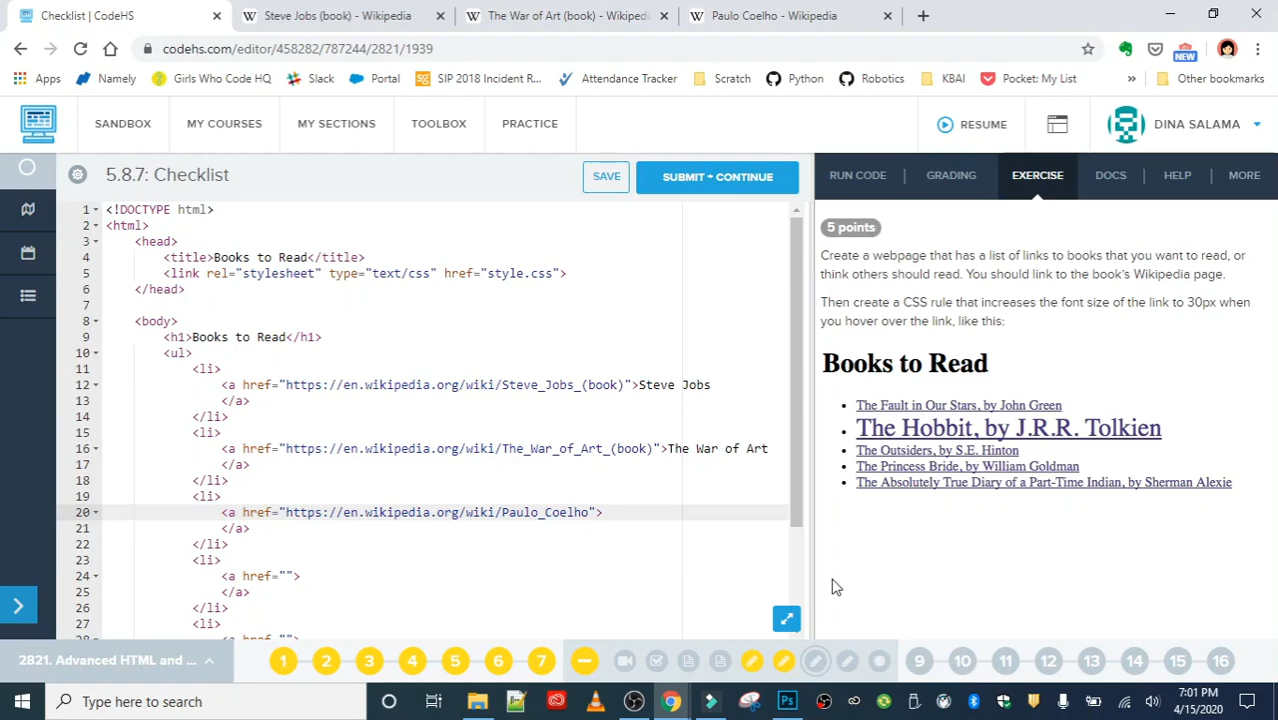 Checklist | CodeHS
Steve Jobs (book) - Wikipedia
The War of Art (book) - Wikipedi
Paulo Coelho - Wikipedia
codehs.com/editor/458282/787244/2821/1939
NEW
Apps
Namely
Girls Who Code HQ
Slack
Portal
SIP 2018 Incident R...
Attendance Tracker
Scratch
Python
Robotics
KBAI
Pocket: My List
»
Other bookmarks
SANDBOX
MY COURSES
MY SECTIONS
TOOLBOX
PRACTICE
RESUME
DINA SALAMA
5.8.7: Checklist
SAVE
SUBMIT + CONTINUE
RUN CODE
GRADING
EXERCISE
DOCS
HELP
MORE
1 <!DOCTYPE html>
2 <html>
3 <head>
4 <title>Books to Read</title>
5 <link rel="stylesheet" type="text/css" href="style.css">
6 </head>
7
8 <body>
9 <h1>Books to Read</h1>
10 <ul>
11 <li>
12 <a href="https://en.wikipedia.org/wiki/Steve_Jobs_(book)">Steve Jobs
13 </a>
14 </li>
15 <li>
16 <a href="https://en.wikipedia.org/wiki/The_War_of_Art_(book)">The War of Art
17 </a>
18 </li>
19 <li>
20 <a href="https://en.wikipedia.org/wiki/Paulo_Coelho">
21 </a>
22 </li>
23 <li>
24 <a href="">
25 </a>
26 </li>
27 <li>
28 <a href="">
5 points
Create a webpage that has a list of links to books that you want to read, or
think others should read. You should link to the book's Wikipedia page.
Then create a CSS rule that increases the font size of the link to 30px when
you hover over the link, like this:
Books to Read
• The Fault in Our Stars, by John Green
• The Hobbit, by J.R.R. Tolkien
• The Outsiders, by S.E. Hinton
• The Princess Bride, by William Goldman
• The Absolutely True Diary of a Part-Time Indian, by Sherman Alexie
2821. Advanced HTML and ...
1 2 3 4 5 6 7
9 10 11 12 13 14 15 16
Type here to search
7:01 PM
4/15/2020